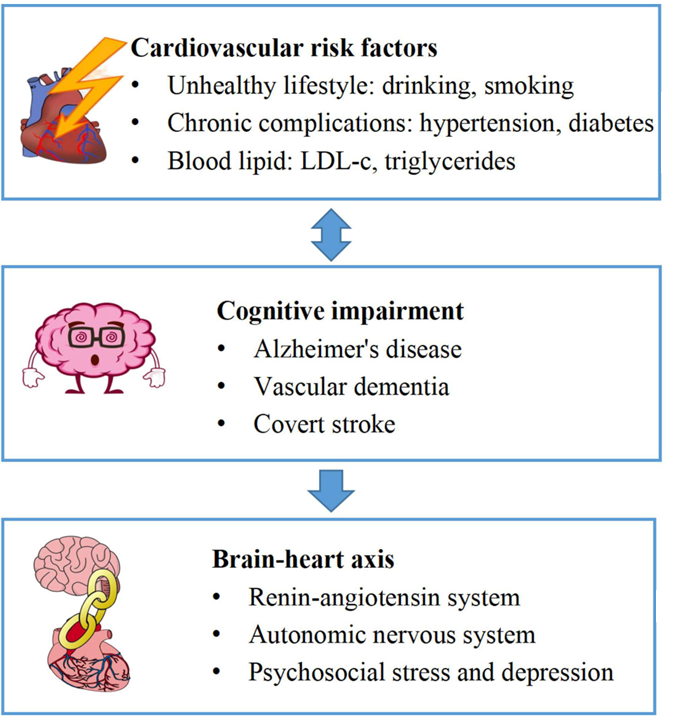 Cardiovascular risk factors
• Unhealthy lifestyle: drinking, smoking
• Chronic complications: hypertension, diabetes
• Blood lipid: LDL-c, triglycerides
Cognitive impairment
• Alzheimer's disease
• Vascular dementia
• Covert stroke
Brain-heart axis
• Renin-angiotensin system
• Autonomic nervous system
• Psychosocial stress and depression